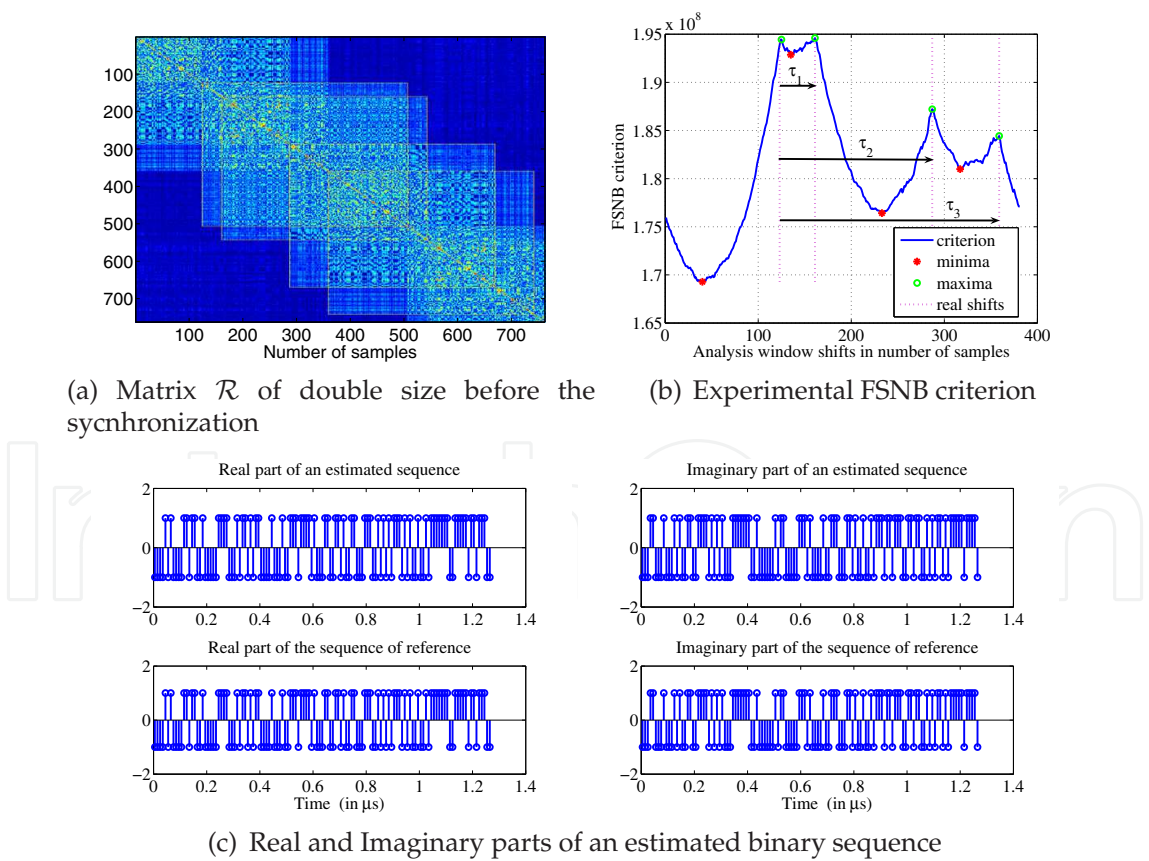 100
200
300
400
500
600
700
100 200 300 400 500 600 700
Number of samples
(a) Matrix R of double size before the
sycnhronization
x 10^8
1.95
195
1.9
185
1.8
175
1.7
1.65
0 100 200 300 400
FSNB criterion
τ1
τ2
τ3
criterion
minima
maxima
real shifts
Analysis window shifts in number of samples
(b) Experimental FSNB criterion
Real part of an estimated sequence
2
0
−2
0 0.2 0.4 0.6 0.8 1 1.2 1.4
Imaginary part of an estimated sequence
2
0
−2
0 0.2 0.4 0.6 0.8 1 1.2 1.4
Real part of the sequence of reference
2
0
−2
0 0.2 0.4 0.6 0.8 1 1.2 1.4
Time (in μs)
Imaginary part of the sequence of reference
2
0
−2
0 0.2 0.4 0.6 0.8 1 1.2 1.4
Time (in μs)
(c) Real and Imaginary parts of an estimated binary sequence